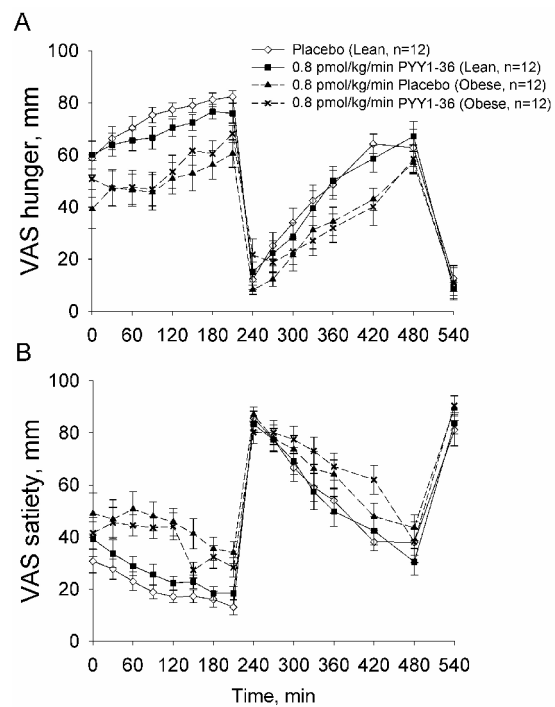 A
VAS hunger, mm
100
80
60
40
20
0
Placebo (Lean, n=12)
0.8 pmol/kg/min PYY1-36 (Lean, n=12)
0.8 pmol/kg/min Placebo (Obese, n=12)
0.8 pmol/kg/min PYY1-36 (Obese, n=12)
0 60 120 180 240 300 360 420 480 540
B
VAS satiety, mm
100
80
60
40
20
0
0 60 120 180 240 300 360 420 480 540
Time, min